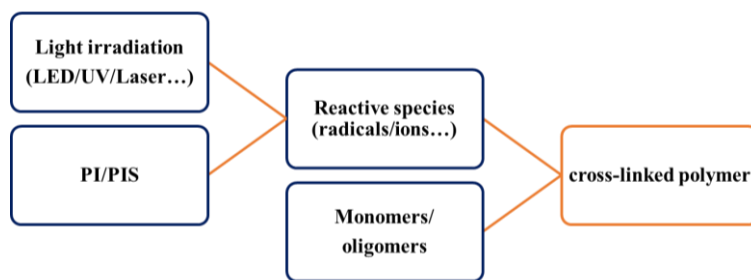 Light irradiation
(LED/UV/Laser…)
PI/PIS
Reactive species
(radicals/ions…)
Monomers/
oligomers
cross-linked polymer